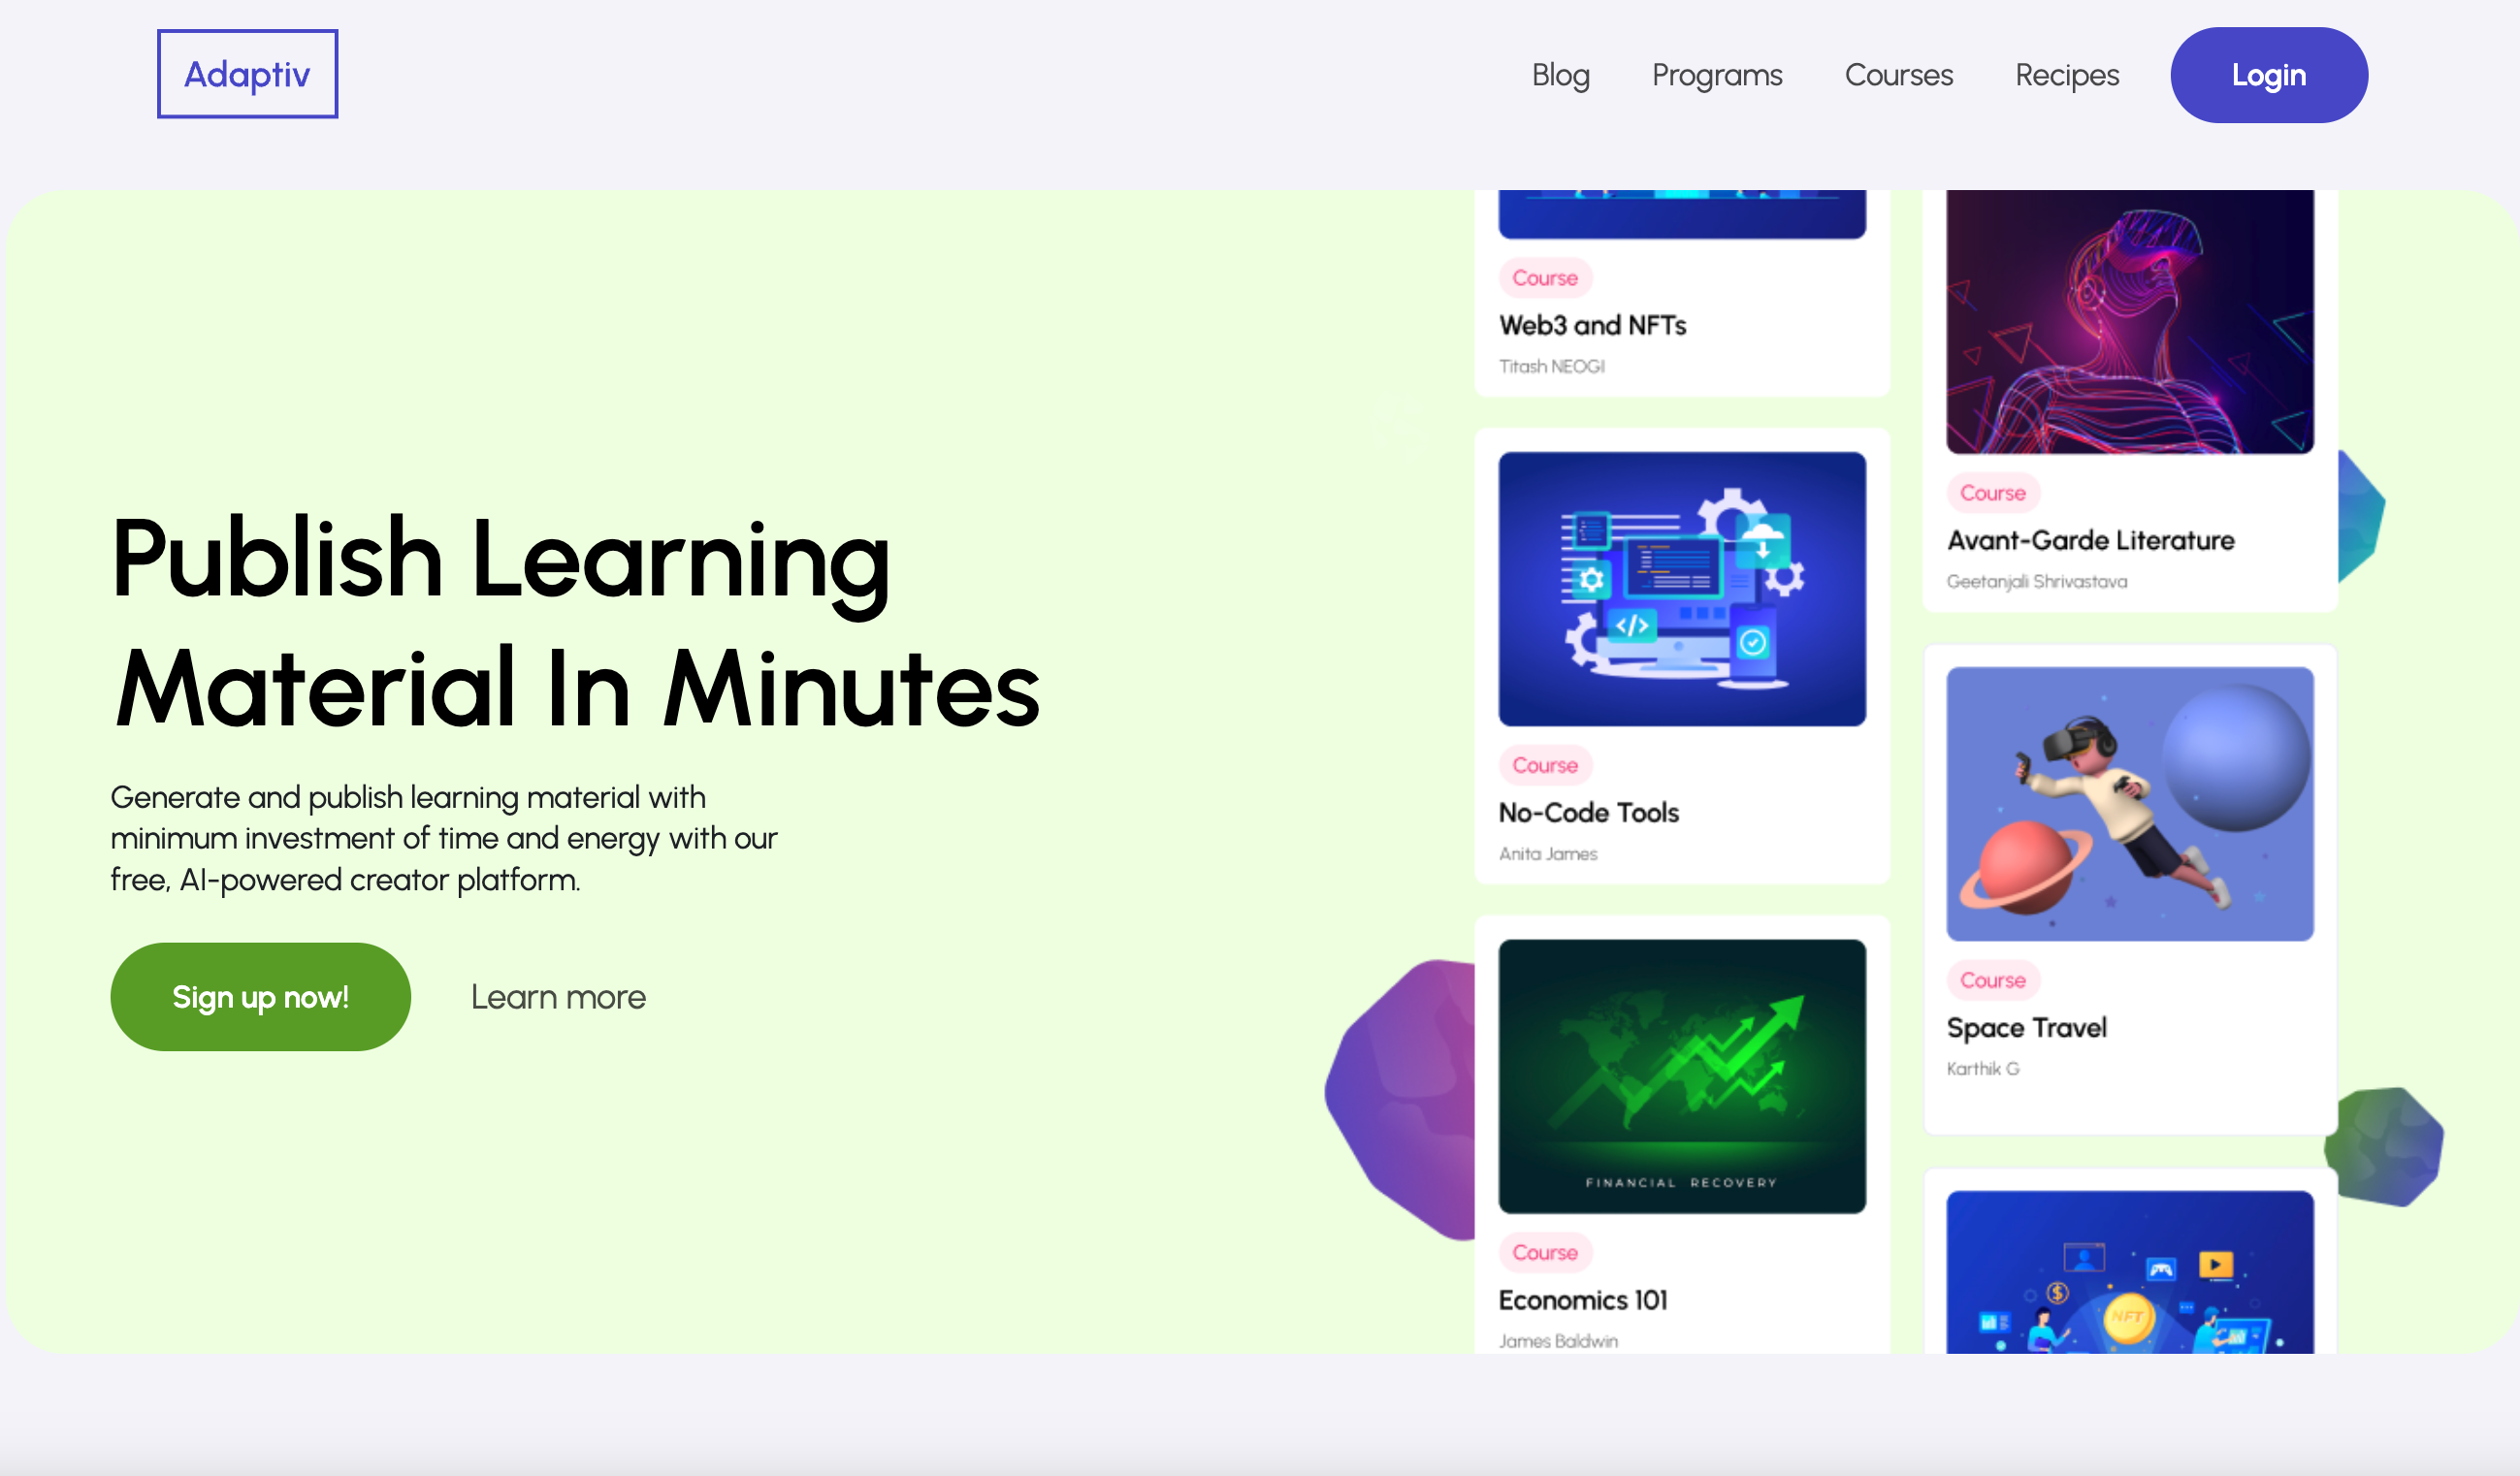 Adaptiv
Blog
Programs
Courses
Recipes
Login
Publish Learning
Material In Minutes
Generate and publish learning material with
minimum investment of time and energy with our
free, AI-powered creator platform.
Sign up now!
Learn more
Course
Web3 and NFTs
Titash NEOGI
</>
Course
No-Code Tools
Anita James
FINANCIAL RECOVERY
Course
Economics 101
James Baldwin
Course
Avant-Garde Literature
Geetanjali Shrivastava
Course
Space Travel
Karthik G
$
NFT